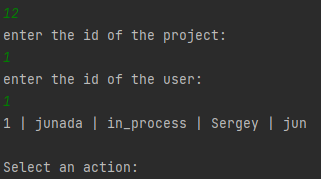 12
enter the id of the project:
1
enter the id of the user:
1
1 | junada | in_process | Sergey | jun
Select an action: